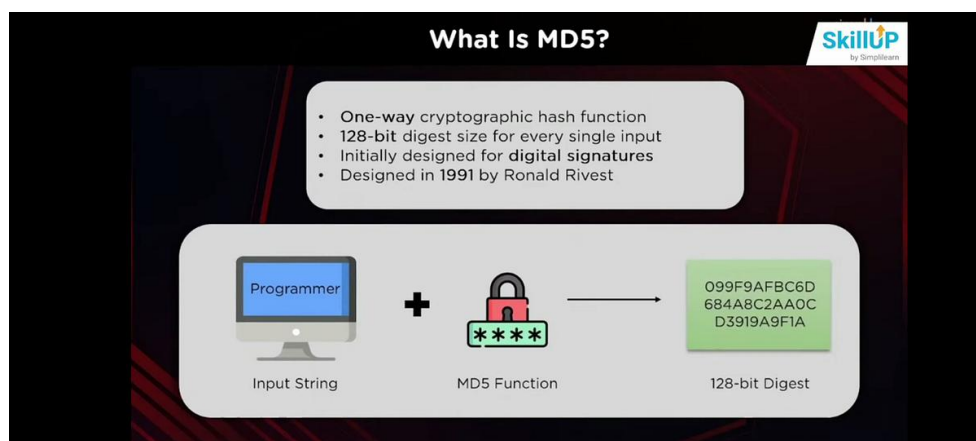 What Is MD5?
SkillUP
by Simplilearn
• One-way cryptographic hash function
• 128-bit digest size for every single input
• Initially designed for digital signatures
• Designed in 1991 by Ronald Rivest
Programmer
099F9AFBC6D
684A8C2AA0C
D3919A9F1A
****
Input String
MD5 Function
128-bit Digest